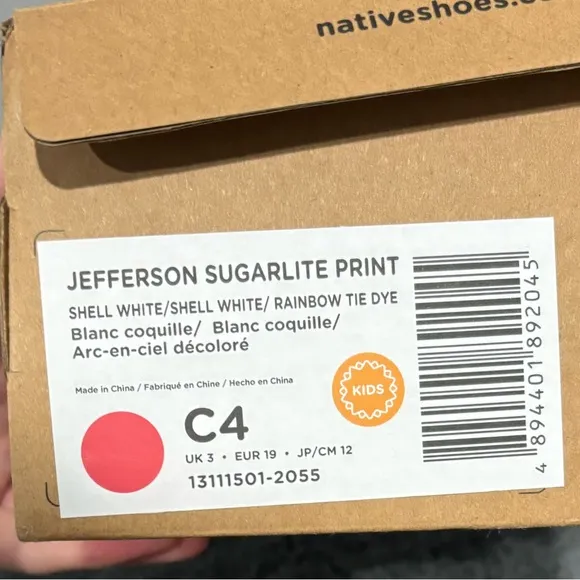 nativeshoes.co
JEFFERSON SUGARLITE PRINT
SHELL WHITE/SHELL WHITE/ RAINBOW TIE DYE
Blanc coquille/ Blanc coquille/
Arc-en-ciel décoloré
Made in China / Fabriqué en Chine / Hecho en China
KIDS
C4
UK 3 • EUR 19 • JP/CM 12
13111501-2055
4 894401 892045